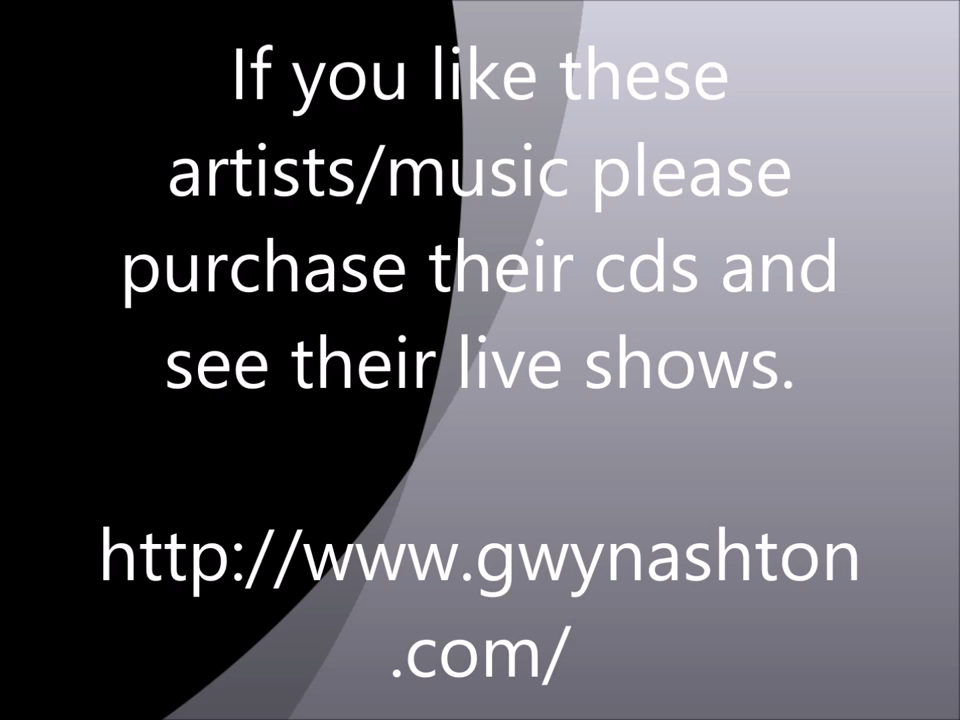 If you like these
artists/music please
purchase their cds and
see their live shows.
http://www.gwynashton
.com/